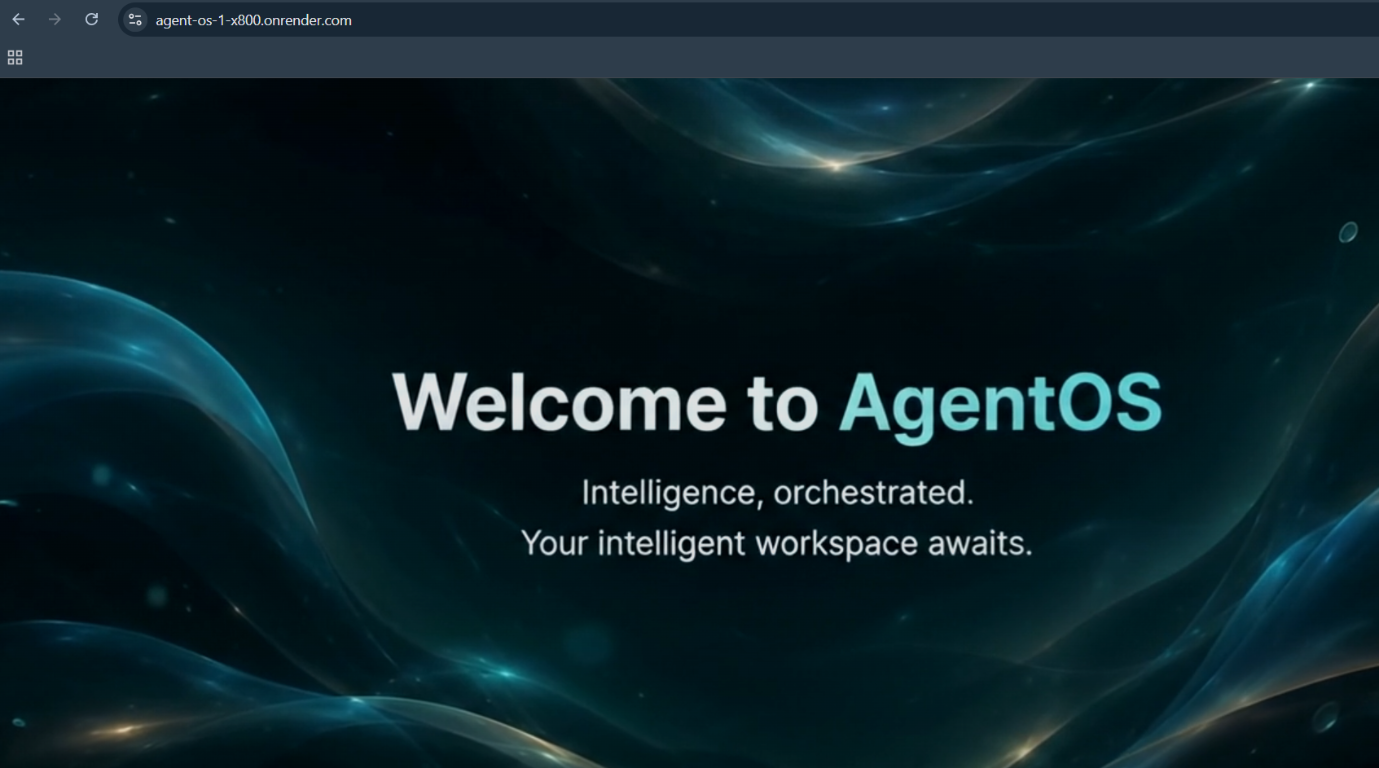 agent-os-1-x800.onrender.com
Welcome to AgentOS
Intelligence, orchestrated.
Your intelligent workspace awaits.